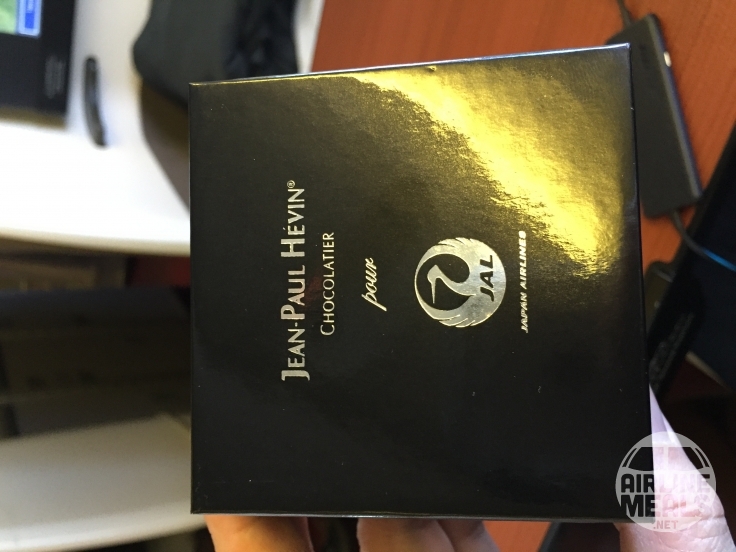 JEAN-PAUL HÉVIN®
CHOCOLATIER
pour
JAL
JAPAN AIRLINES
AIRLINE
MEALS
.NET